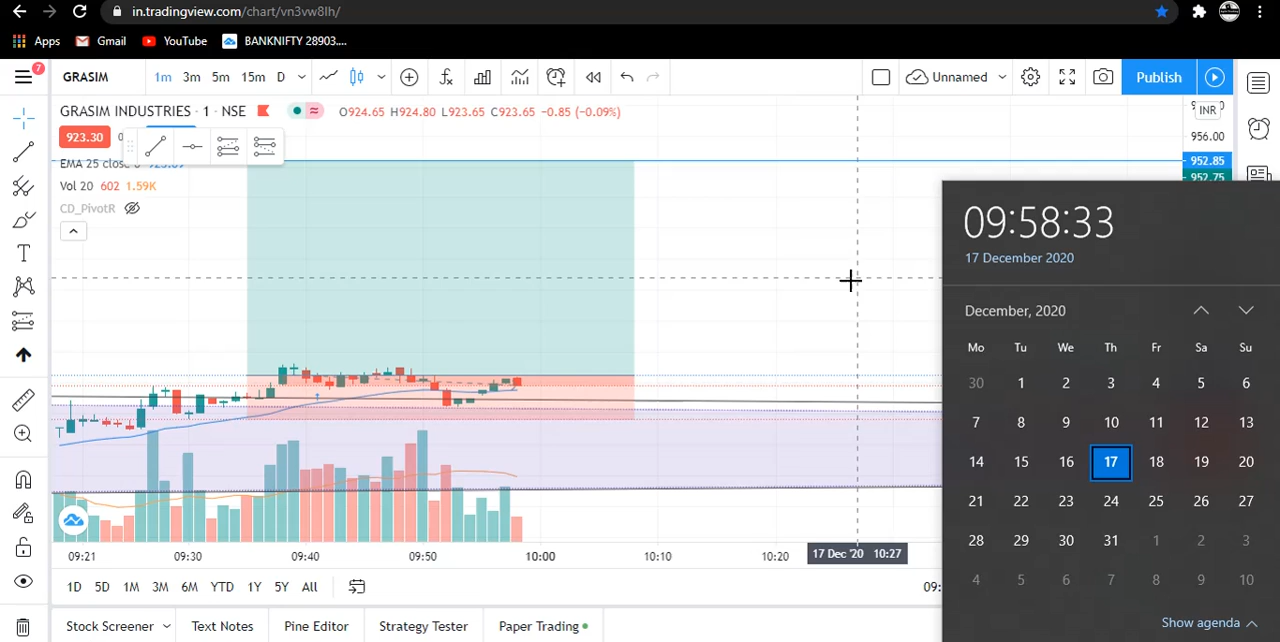 in.tradingview.com/chart/vn3vw8lh/
Apps Gmail YouTube BANKNIFTY 28903....
7
GRASIM 1m 3m 5m 15m D Unnamed Publish
GRASIM INDUSTRIES · 1 · NSE O924.65 H924.80 L923.65 C923.65 −0.85 (−0.09%)
INR
923.30
956.00
EMA 25 close
952.85
952.75
Vol 20 602 1.59K
CD_PivotR
09:58:33
17 December 2020
December, 2020
Mo Tu We Th Fr Sa Su
30 1 2 3 4 5 6
7 8 9 10 11 12 13
14 15 16 17 18 19 20
21 22 23 24 25 26 27
28 29 30 31 1 2 3
4 5 6 7 8 9 10
Show agenda
09:21 09:30 09:40 09:50 10:00 10:10 10:20 17 Dec '20 10:27
1D 5D 1M 3M 6M YTD 1Y 5Y All 09:
Stock Screener Text Notes Pine Editor Strategy Tester Paper Trading